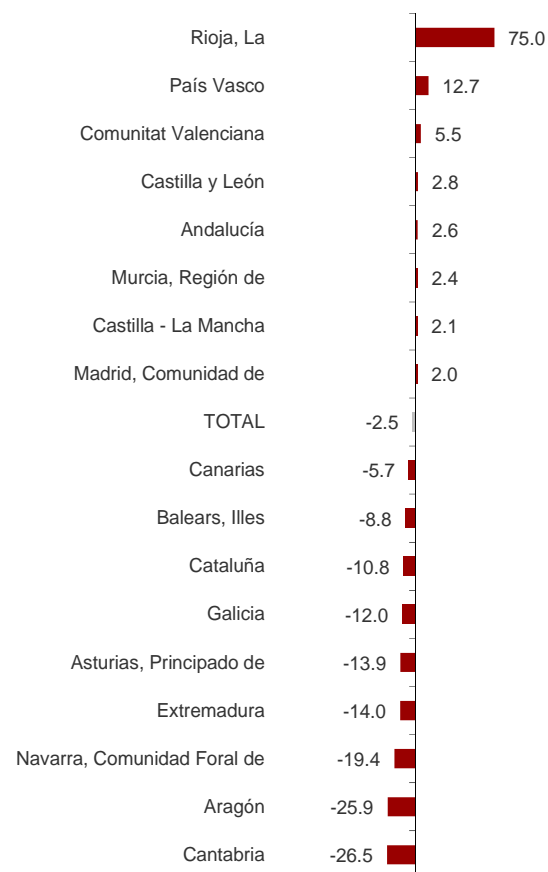 Rioja, La 75.0
País Vasco 12.7
Comunitat Valenciana 5.5
Castilla y León 2.8
Andalucía 2.6
Murcia, Región de 2.4
Castilla - La Mancha 2.1
Madrid, Comunidad de 2.0
TOTAL -2.5
Canarias -5.7
Balears, Illes -8.8
Cataluña -10.8
Galicia -12.0
Asturias, Principado de -13.9
Extremadura -14.0
Navarra, Comunidad Foral de -19.4
Aragón -25.9
Cantabria -26.5